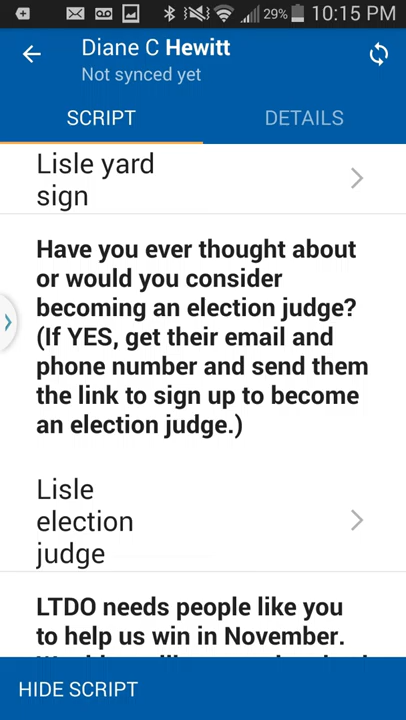 29% 10:15 PM
Diane C Hewitt
Not synced yet
SCRIPT DETAILS
Lisle yard
sign
Have you ever thought about
or would you consider
becoming an election judge?
(If YES, get their email and
phone number and send them
the link to sign up to become
an election judge.)
Lisle
election
judge
LTDO needs people like you
to help us win in November.
HIDE SCRIPT